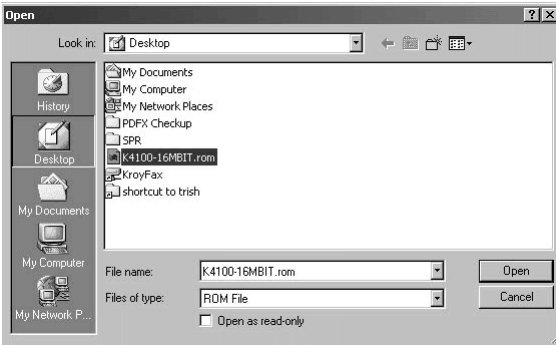 Open
Look in: Desktop
History
Desktop
My Documents
My Computer
My Network P...
My Documents
My Computer
My Network Places
PDFX Checkup
SPR
K4100-16MBIT.rom
KroyFax
shortcut to trish
File name: K4100-16MBIT.rom Open
Files of type: ROM File Cancel
Open as read-only